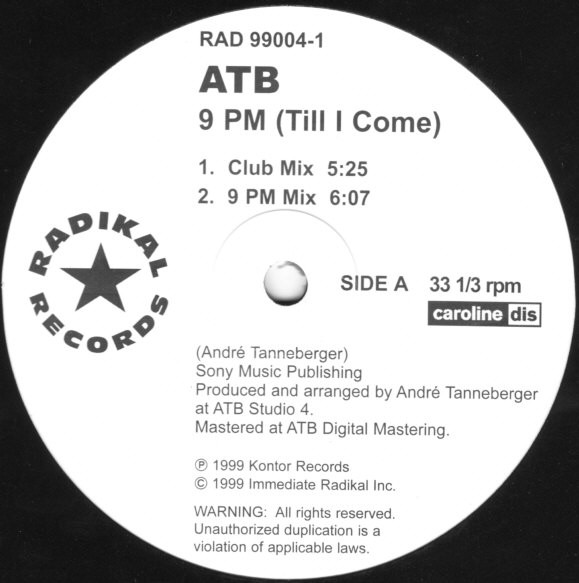 RAD 99004-1
ATB
9 PM (Till I Come)
1. Club Mix 5:25
2. 9 PM Mix 6:07
RADIKAL
RECORDS
SIDE A 33 1/3 rpm
caroline dis
(André Tanneberger)
Sony Music Publishing
Produced and arranged by André Tanneberger
at ATB Studio 4.
Mastered at ATB Digital Mastering.
℗ 1999 Kontor Records
© 1999 Immediate Radikal Inc.
WARNING: All rights reserved.
Unauthorized duplication is a
violation of applicable laws.